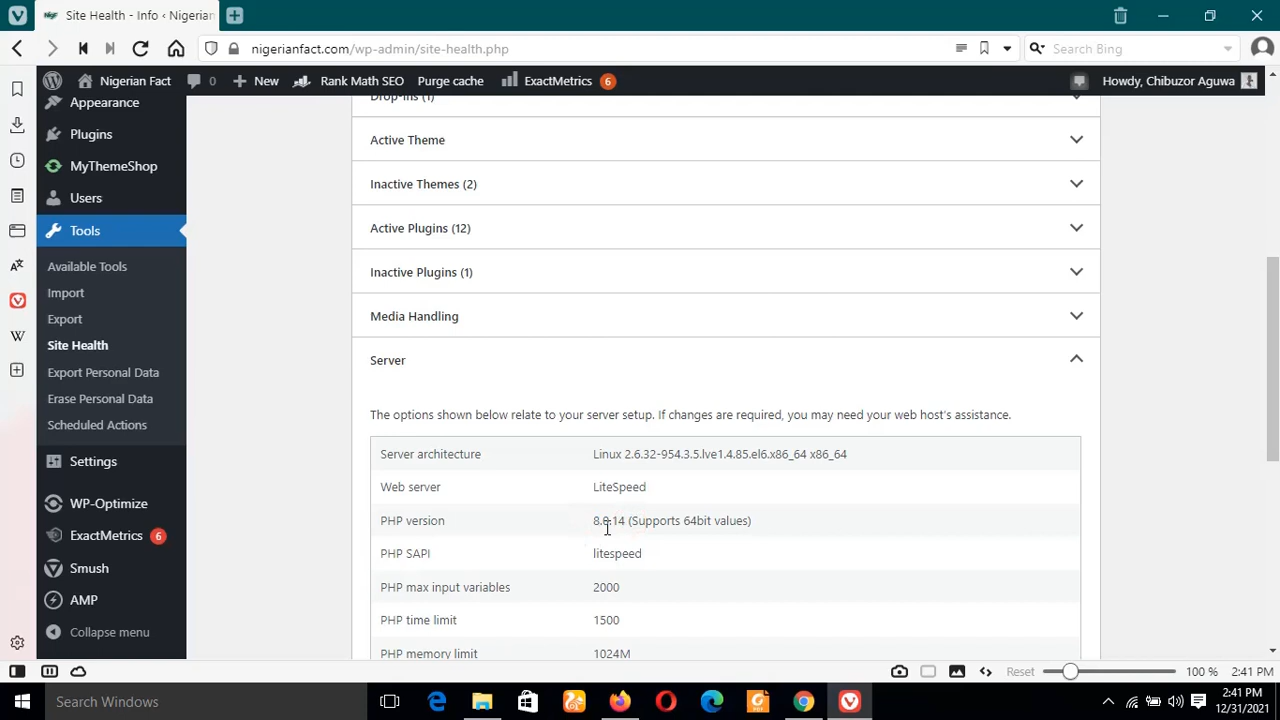 Site Health - Info ‹ Nigerian
nigerianfact.com/wp-admin/site-health.php
Search Bing
Nigerian Fact
0
New
Rank Math SEO
Purge cache
ExactMetrics
6
Howdy, Chibuzor Aguwa
Appearance
Plugins
MyThemeShop
Users
Tools
Available Tools
Import
Export
Site Health
Export Personal Data
Erase Personal Data
Scheduled Actions
Settings
WP-Optimize
ExactMetrics 6
Smush
AMP
Collapse menu
Drop-ins (1)
Active Theme
Inactive Themes (2)
Active Plugins (12)
Inactive Plugins (1)
Media Handling
Server
The options shown below relate to your server setup. If changes are required, you may need your web host's assistance.
Server architecture Linux 2.6.32-954.3.5.lve1.4.85.el6.x86_64 x86_64
Web server LiteSpeed
PHP version 8.0.14 (Supports 64bit values)
PHP SAPI litespeed
PHP max input variables 2000
PHP time limit 1500
PHP memory limit 1024M
Reset
100 %
2:41 PM
Search Windows
2:41 PM
12/31/2021